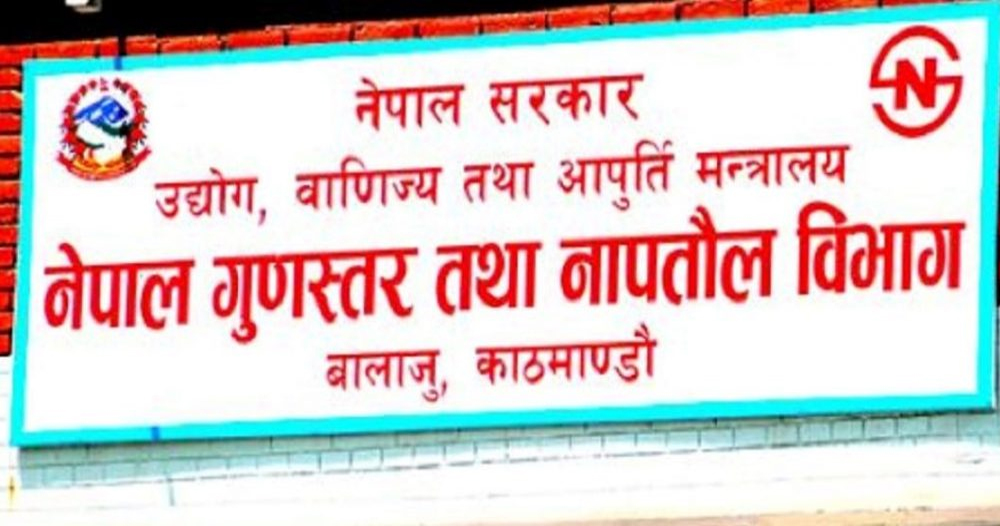 नेपाल सरकार
उद्योग, वाणिज्य तथा आपुर्ति मन्त्रालय
नेपाल गुणस्तर तथा नापतौल विभाग
बालाजु, काठमाण्डौ